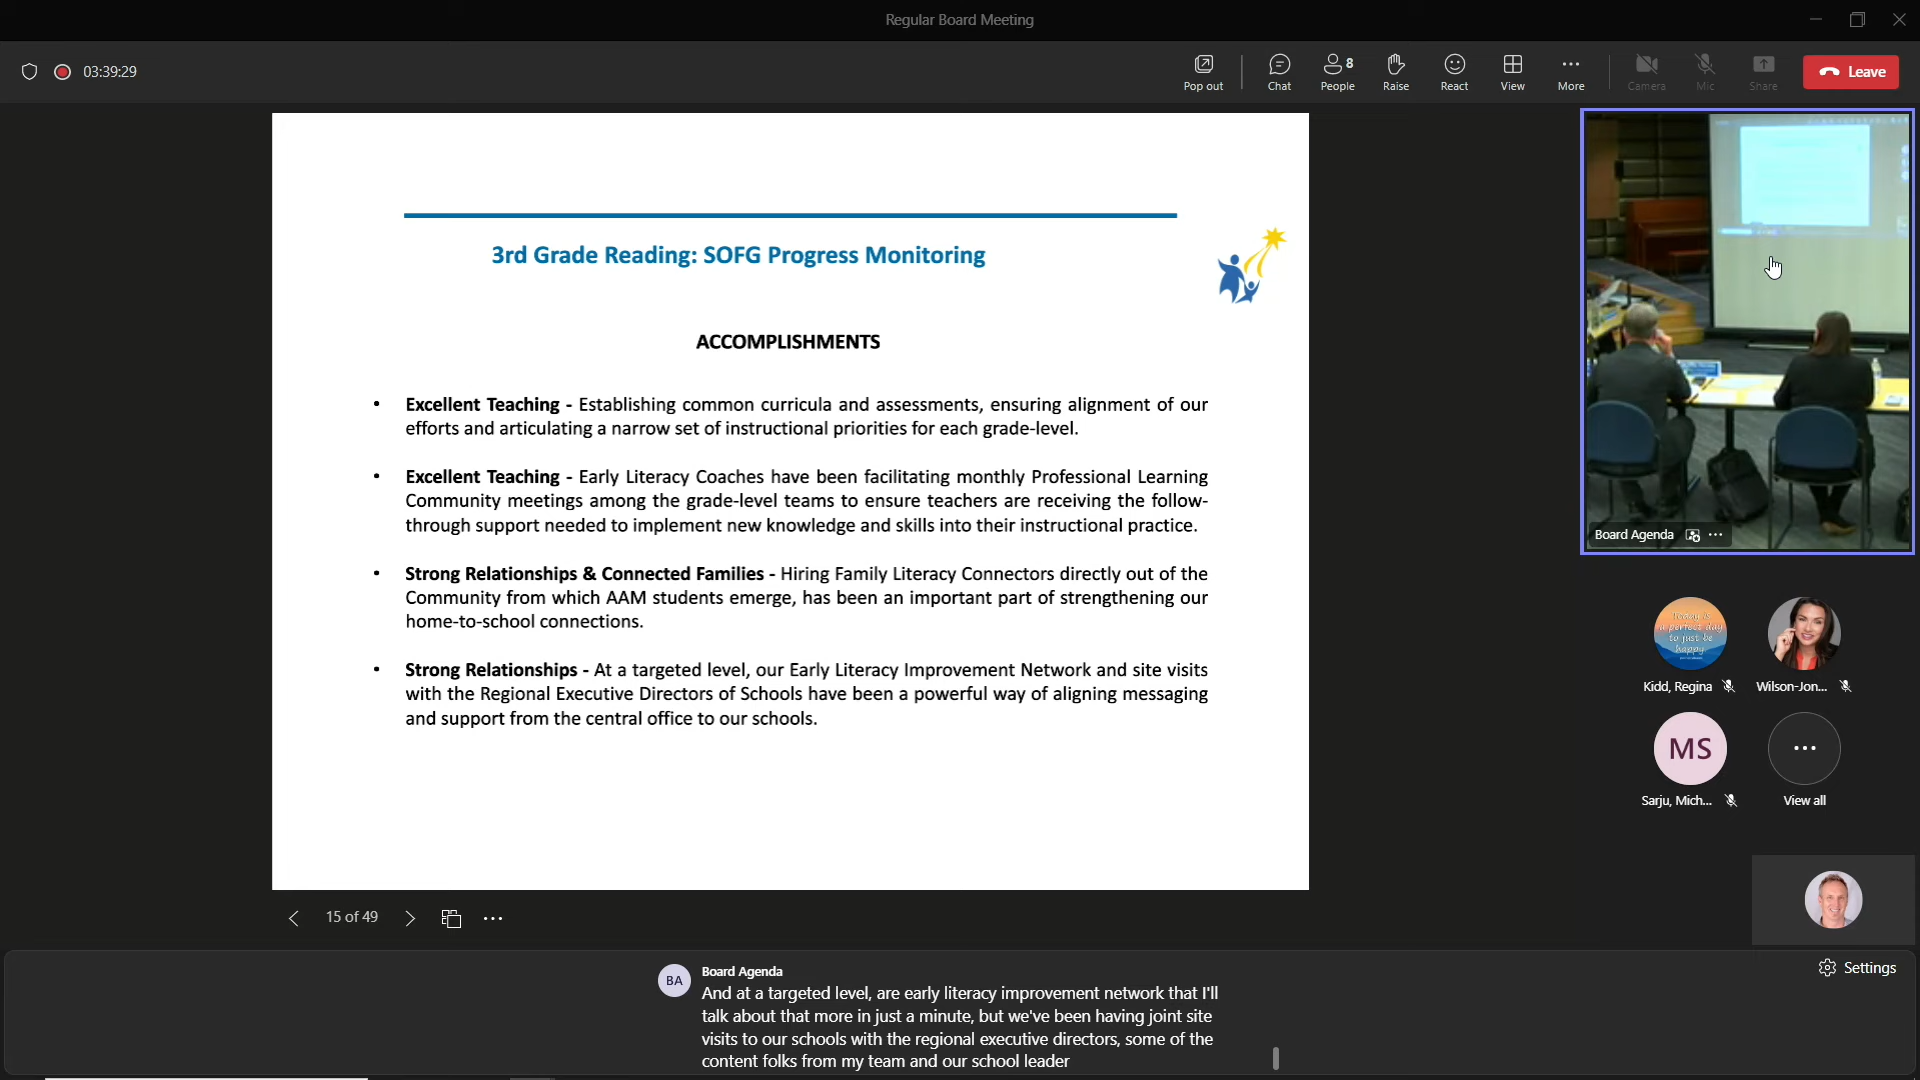 Regular Board Meeting
03:39:29
Pop out
Chat
8
People
Raise
React
View
More
Camera
Mic
Share
Leave
3rd Grade Reading: SOFG Progress Monitoring
ACCOMPLISHMENTS
• Excellent Teaching - Establishing common curricula and assessments, ensuring alignment of our
efforts and articulating a narrow set of instructional priorities for each grade-level.
• Excellent Teaching - Early Literacy Coaches have been facilitating monthly Professional Learning
Community meetings among the grade-level teams to ensure teachers are receiving the follow-
through support needed to implement new knowledge and skills into their instructional practice.
• Strong Relationships & Connected Families - Hiring Family Literacy Connectors directly out of the
Community from which AAM students emerge, has been an important part of strengthening our
home-to-school connections.
• Strong Relationships - At a targeted level, our Early Literacy Improvement Network and site visits
with the Regional Executive Directors of Schools have been a powerful way of aligning messaging
and support from the central office to our schools.
Board Agenda
Today is
a perfect day
to just be
happy
Kidd, Regina
Wilson-Jon...
MS
Sarju, Mich...
View all
15 of 49
Settings
BA
Board Agenda
And at a targeted level, are early literacy improvement network that I'll
talk about that more in just a minute, but we've been having joint site
visits to our schools with the regional executive directors, some of the
content folks from my team and our school leader